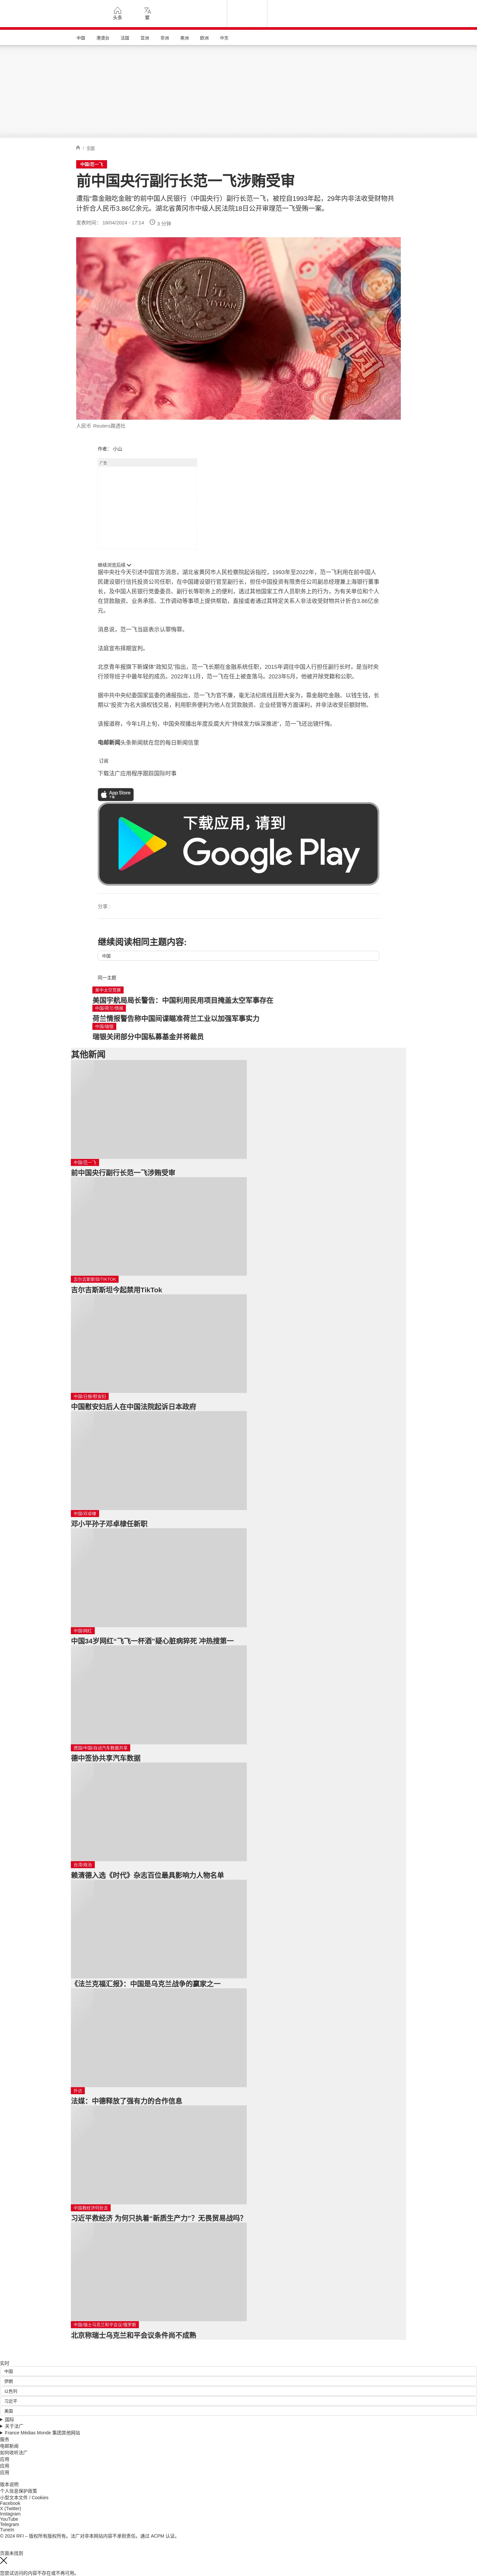 头条
繁
中国
港澳台
法国
亚洲
非洲
美洲
欧洲
中东
/ 中国
中国/范一飞
前中国央行副行长范一飞涉贿受审
遭指“靠金融吃金融”的前中国人民银行（中国央行）副行长范一飞，被控自1993年起，29年内非法收受财物共
计折合人民币3.86亿余元。湖北省黄冈市中级人民法院18日公开审理范一飞受贿一案。
发表时间： 18/04/2024 - 17:14
3 分钟
人民币 Reuters路透社
作者： 小山
广告
继续浏览后续
据中央社今天引述中国官方消息，湖北省黄冈市人民检察院起诉指控，1993年至2022年，范一飞利用在前中国人
民建设银行信托投资公司任职，在中国建设银行官至副行长，担任中国投资有限责任公司副总经理兼上海银行董事
长，及中国人民银行党委委员、副行长等职务上的便利，透过其他国家工作人员职务上的行为，为有关单位和个人
在贷款融资、业务承揽、工作调动等事项上提供帮助，直接或者通过其特定关系人非法收受财物共计折合3.86亿余
元。
消息说，范一飞当庭表示认罪悔罪。
法庭宣布择期宣判。
北京青年报旗下新媒体“政知见”指出，范一飞长期在金融系统任职，2015年调往中国人行担任副行长时，是当时央
行领导班子中最年轻的成员。2022年11月，范一飞在任上被查落马。2023年5月，他被开除党籍和公职。
据中共中央纪委国家监委的通报指出，范一飞为官不廉，毫无法纪底线且胆大妄为，靠金融吃金融、以钱生钱，长
期以“投资”为名大搞权钱交易，利用职务便利为他人在贷款融资、企业经营等方面谋利，并非法收受巨额财物。
该报道称，今年1月上旬，中国央视播出年度反腐大片“持续发力纵深推进”，范一飞还出镜忏悔。
电邮新闻头条新闻就在您的每日新闻信里
订阅
下载法广应用程序跟踪国际时事
App Store
下载应用，请到
Google Play
分享 :
继续阅读相同主题内容:
中国
同一主题
美中太空竞赛
美国宇航局局长警告：中国利用民用项目掩盖太空军事存在
中国/荷兰/情报
荷兰情报警告称中国间谍瞄准荷兰工业以加强军事实力
中国/瑞银
瑞银关闭部分中国私募基金并将裁员
其他新闻
中国/范一飞
前中国央行副行长范一飞涉贿受审
吉尔吉斯斯坦/TIKTOK
吉尔吉斯斯坦今起禁用TikTok
中国/日偷/慰安妇
中国慰安妇后人在中国法院起诉日本政府
中国/邓卓棣
邓小平孙子邓卓棣任新职
中国/网红
中国34岁网红“飞飞一杯酒”疑心脏病猝死 冲热搜第一
德国/中国/自动汽车数据共享
德中签协共享汽车数据
台湾/政治
赖清德入选《时代》杂志百位最具影响力人物名单
《法兰克福汇报》：中国是乌克兰战争的赢家之一
外访
法媒：中德释放了强有力的合作信息
中国救经济何处去
习近平救经济 为何只执着“新质生产力”？无畏贸易战吗？
中国/瑞士乌克兰和平会议/俄罗斯
北京称瑞士乌克兰和平会议条件尚不成熟
实时
中国
伊朗
以色列
习近平
美国
国际
关于法广
France Médias Monde 集团其他网站
服务
电邮新闻
如何收听法广
应用
应用
应用
版本说明
个人信息保护政策
小型文本文件 / Cookies
Facebook
X (Twitter)
Instagram
YouTube
Telegram
TuneIn
© 2024 RFI – 版权所有版权所有。法广对非本网站内容不承担责任。通过 ACPM 认证。
页面未找到
您尝试访问的内容不存在或不再可用。